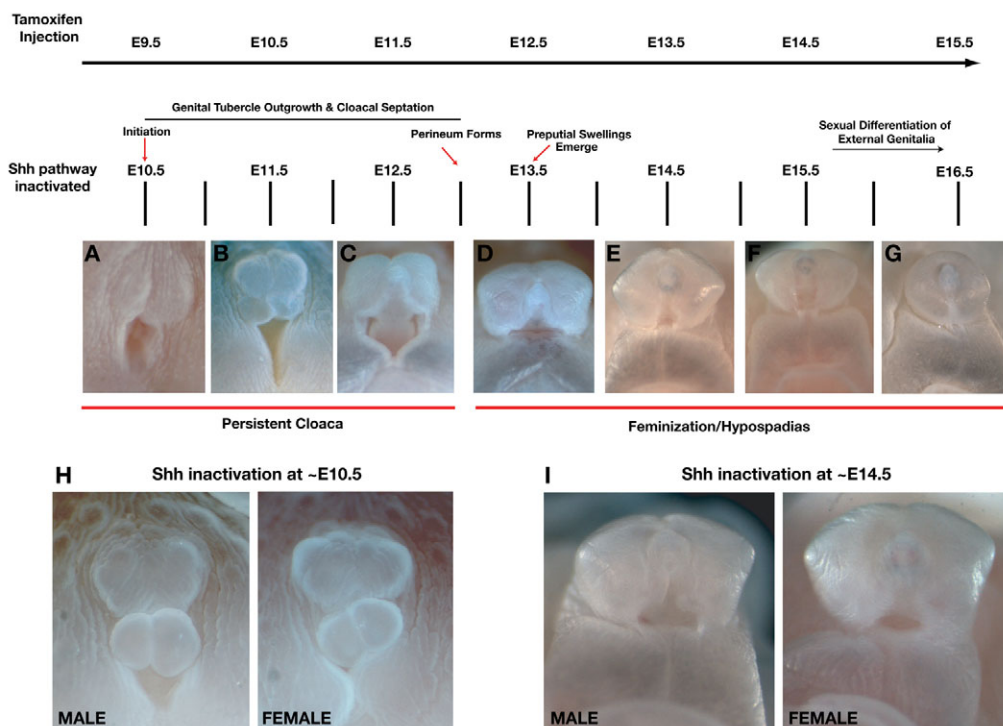 Tamoxifen
Injection
E9.5 E10.5 E11.5 E12.5 E13.5 E14.5 E15.5
Genital Tubercle Outgrowth & Cloacal Septation
Initiation
Perineum Forms
Preputial Swellings
Emerge
Sexual Differentiation of
External Genitalia
Shh pathway
inactivated
E10.5 E11.5 E12.5 E13.5 E14.5 E15.5 E16.5
A B C D E F G
Persistent Cloaca
Feminization/Hypospadias
H Shh inactivation at ~E10.5
MALE FEMALE
I Shh inactivation at ~E14.5
MALE FEMALE